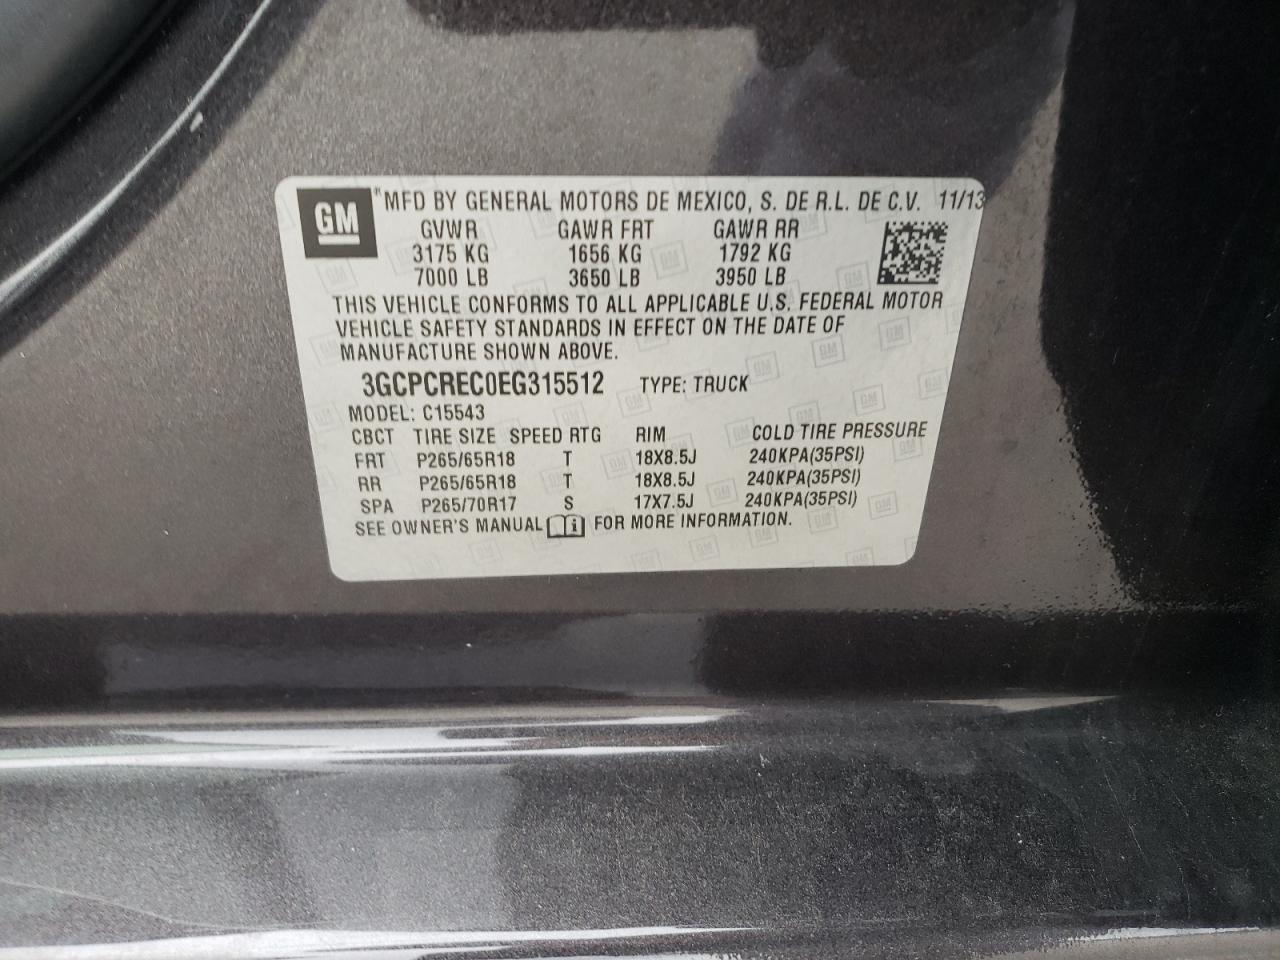 GM MFD BY GENERAL MOTORS DE MEXICO, S. DE R.L. DE C.V. 11/13
GVWR GAWR FRT GAWR RR
3175 KG 1656 KG 1792 KG
7000 LB 3650 LB 3950 LB
THIS VEHICLE CONFORMS TO ALL APPLICABLE U.S. FEDERAL MOTOR
VEHICLE SAFETY STANDARDS IN EFFECT ON THE DATE OF
MANUFACTURE SHOWN ABOVE.
3GCPCREC0EG315512 TYPE: TRUCK
MODEL: C15543
CBCT TIRE SIZE SPEED RTG RIM COLD TIRE PRESSURE
FRT P265/65R18 T 18X8.5J 240KPA(35PSI)
RR P265/65R18 T 18X8.5J 240KPA(35PSI)
SPA P265/70R17 S 17X7.5J 240KPA(35PSI)
SEE OWNER'S MANUAL FOR MORE INFORMATION.